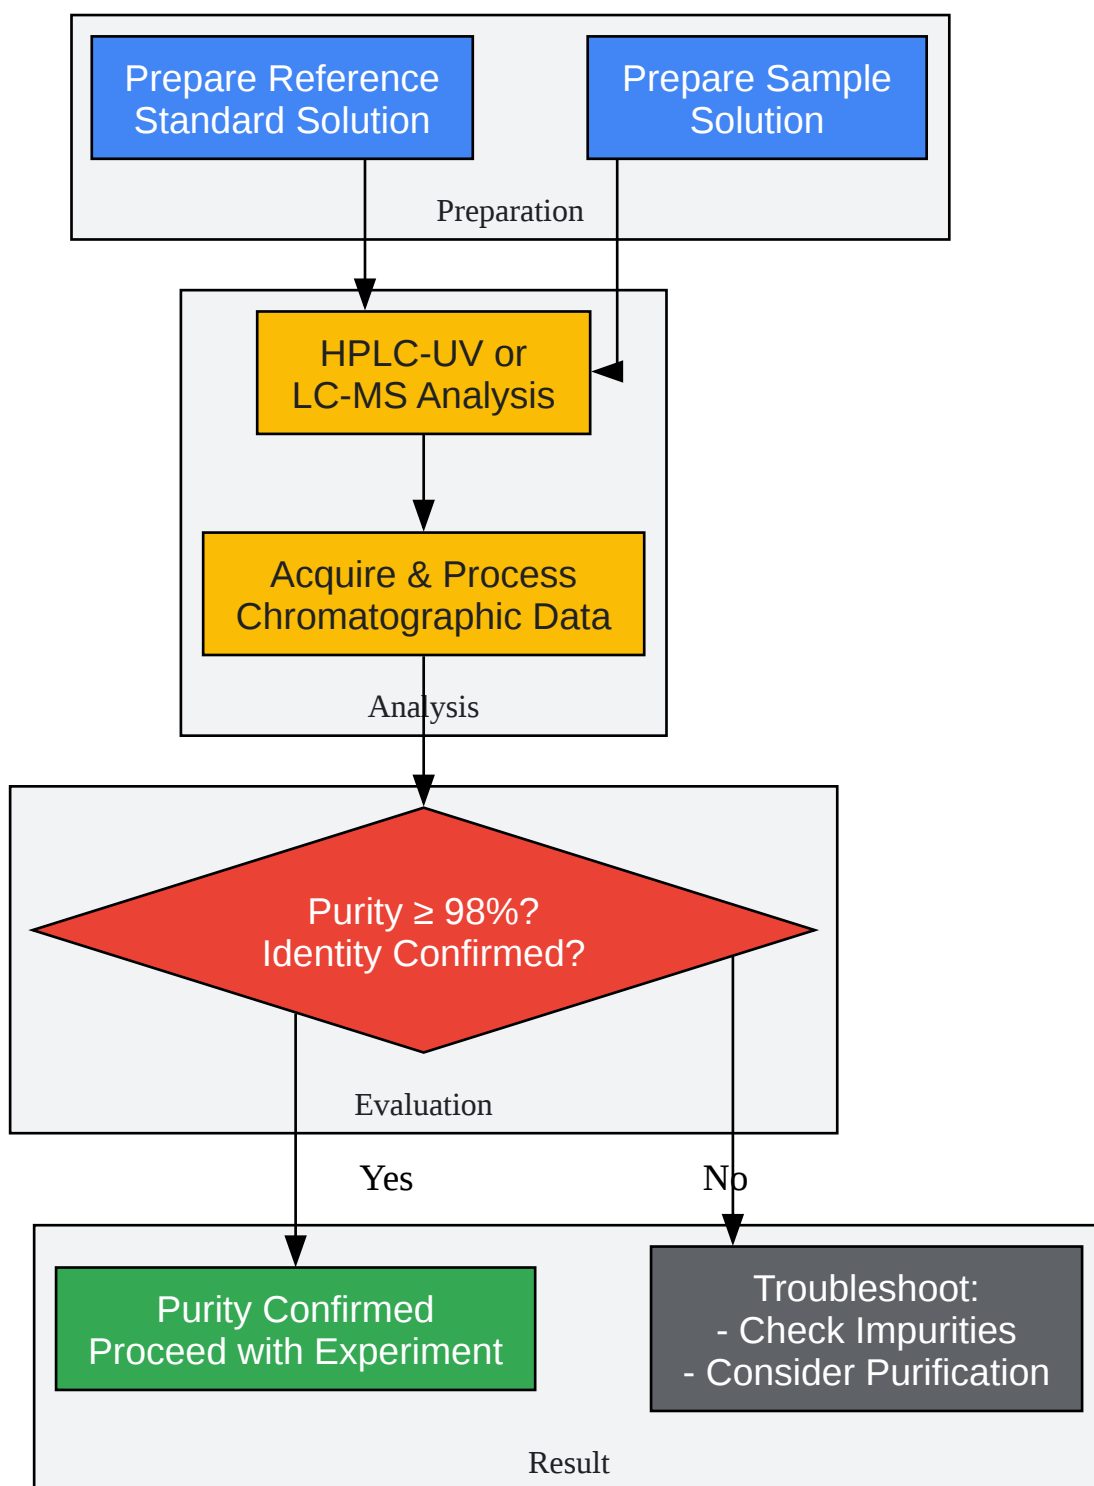 Prepare Reference
Standard Solution
Prepare Sample
Solution
Preparation
HPLC-UV or
LC-MS Analysis
Acquire & Process
Chromatographic Data
Analysis
Purity ≥ 98%?
Identity Confirmed?
Evaluation
Yes
No
Purity Confirmed
Proceed with Experiment
Troubleshoot:
- Check Impurities
- Consider Purification
Result